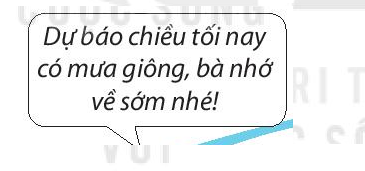 Dự báo chiều tối nay
có mưa giông, bà nhớ
về sớm nhé!